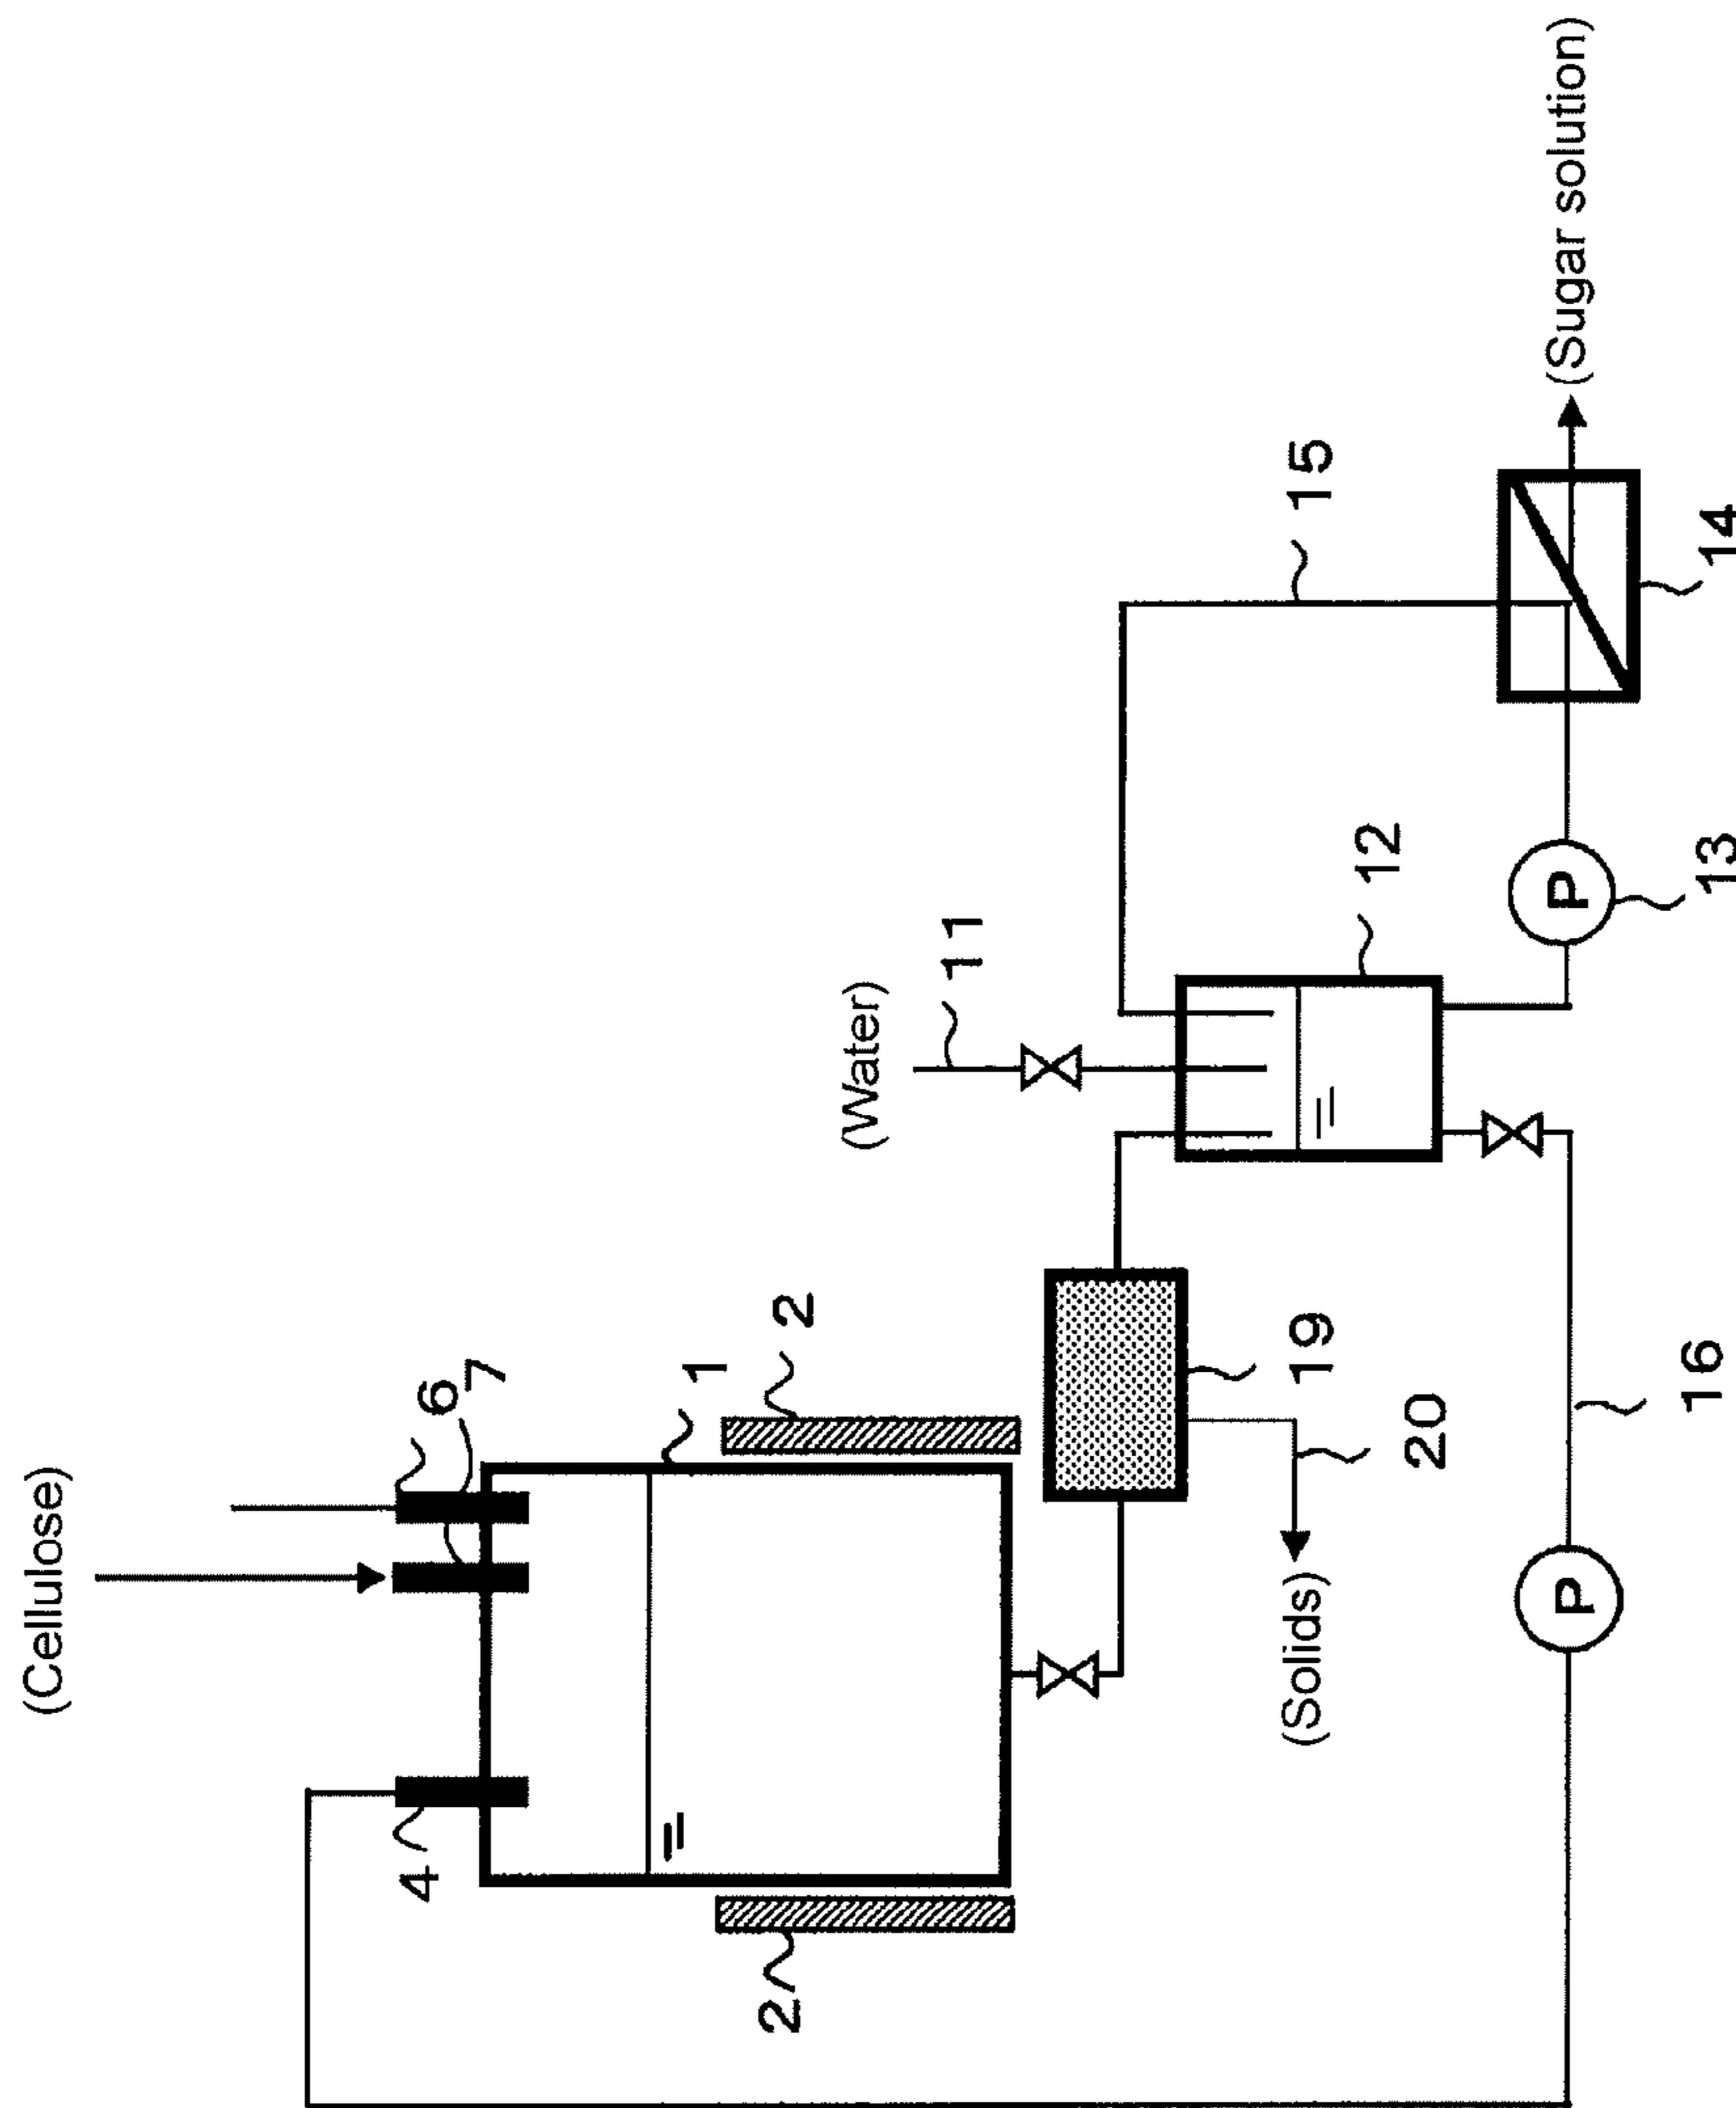 (Cellulose)
6
7
4
1
2
2
(Water)
11
15
12
(Sugar solution)
19
20
(Solids)
P
13
14
P
16